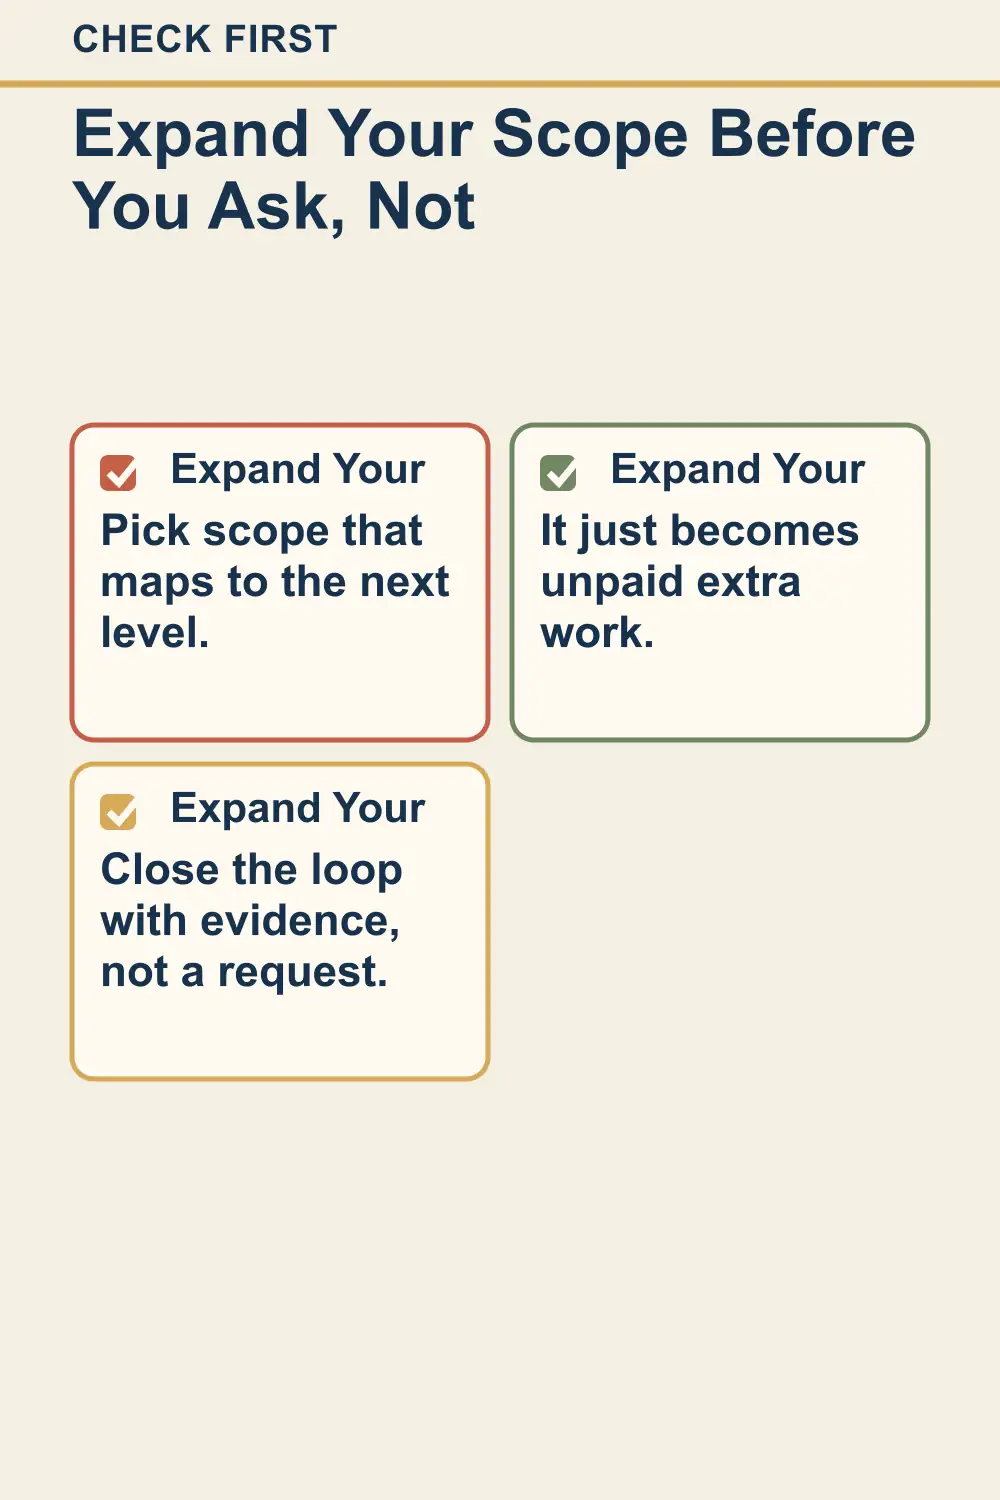 CHECK FIRST
Expand Your Scope Before
You Ask, Not
Expand Your
Pick scope that
maps to the next
level.
Expand Your
It just becomes
unpaid extra
work.
Expand Your
Close the loop
with evidence,
not a request.